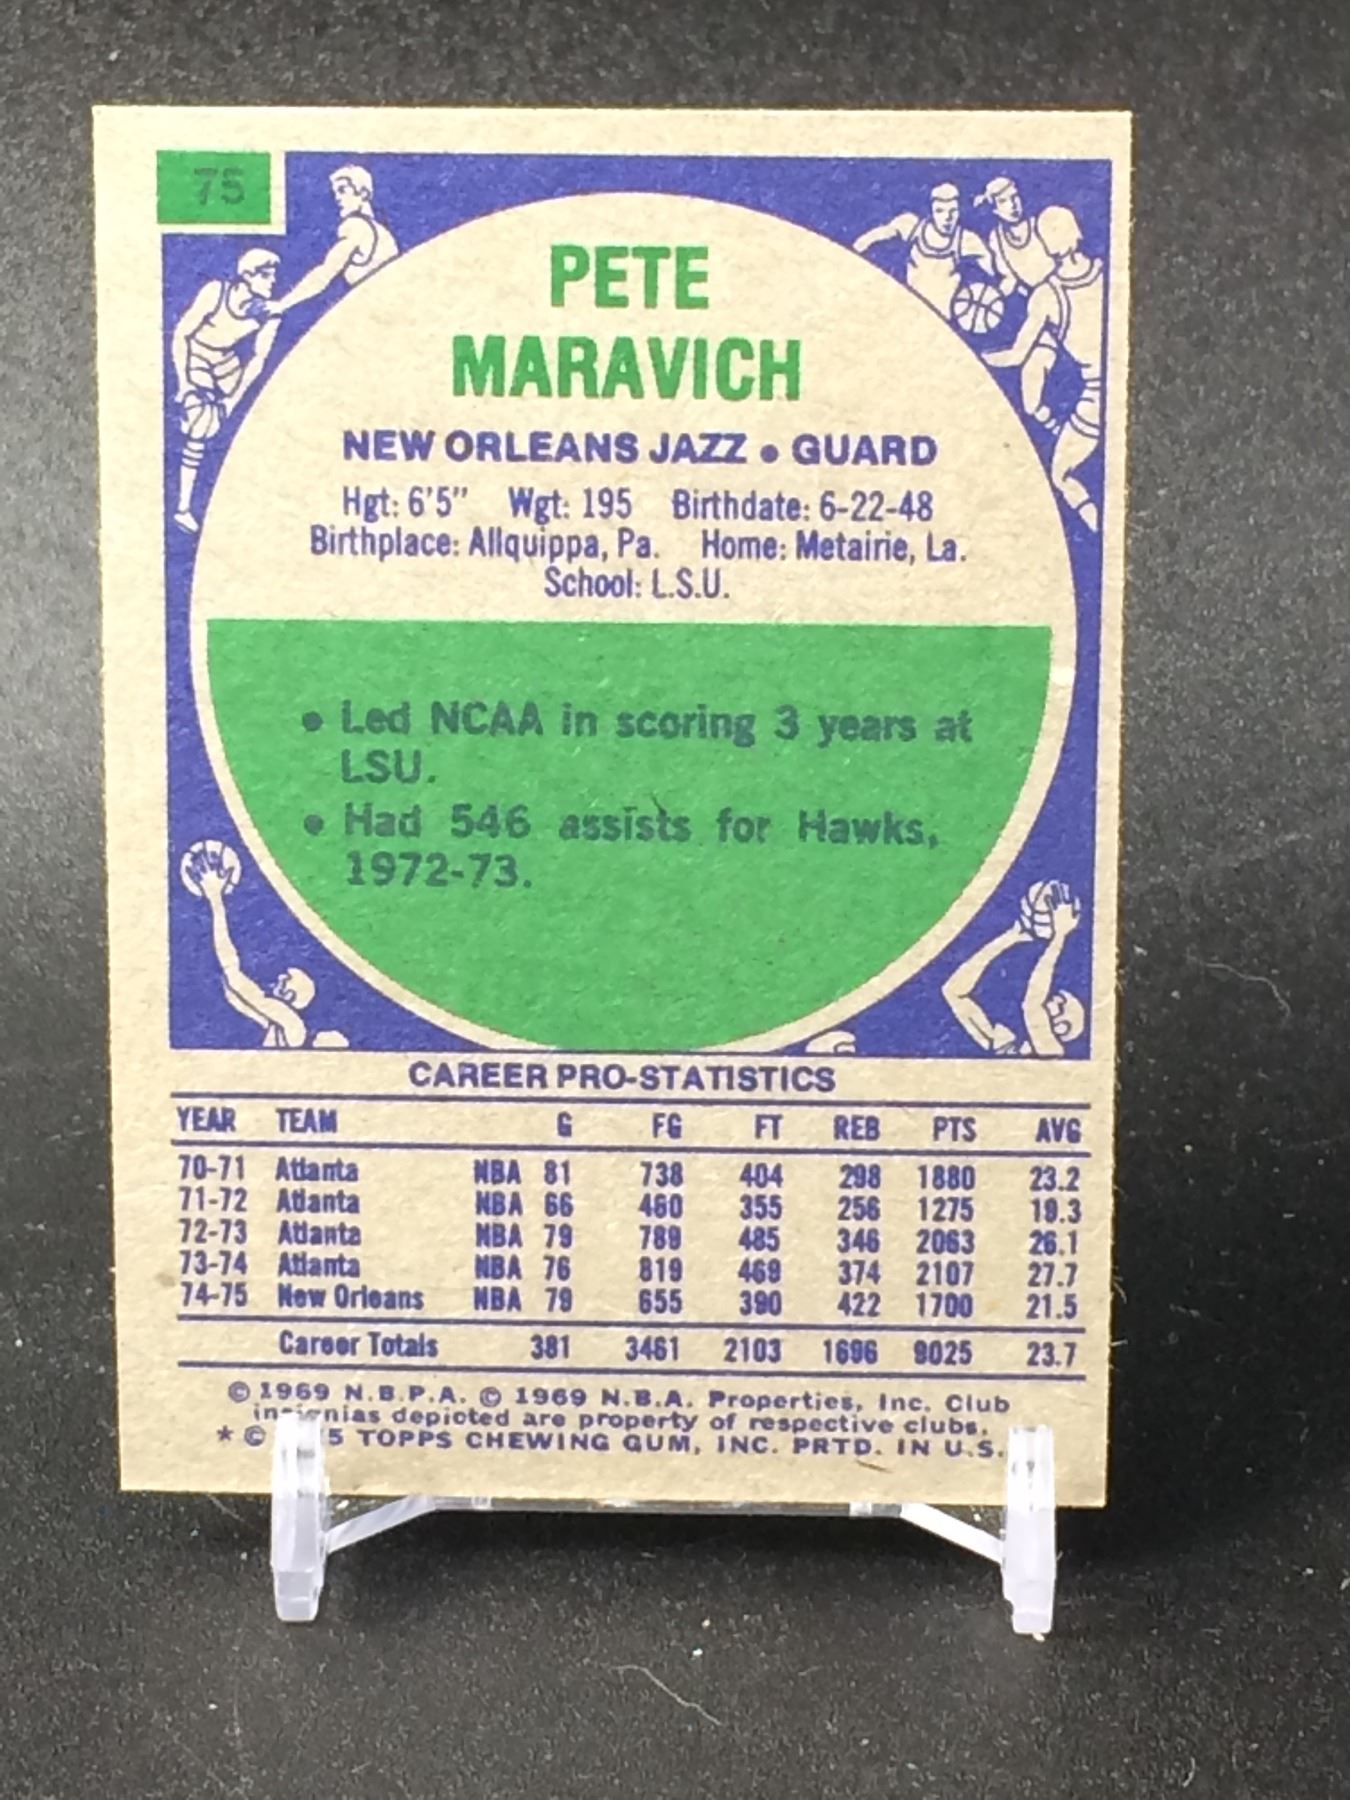 75
PETE
MARAVICH
NEW ORLEANS JAZZ • GUARD
Hgt: 6'5" Wgt: 195 Birthdate: 6-22-48
Birthplace: Aliquippa, Pa. Home: Metairie, La.
School: L.S.U.
• Led NCAA in scoring 3 years at
LSU.
• Had 546 assists for Hawks,
1972-73.
CAREER PRO-STATISTICS
YEAR TEAM G FG FT REB PTS AVG
70-71 Atlanta NBA 81 738 404 298 1880 23.2
71-72 Atlanta NBA 66 460 355 256 1275 19.3
72-73 Atlanta NBA 79 789 485 346 2063 26.1
73-74 Atlanta NBA 76 819 469 374 2107 27.7
74-75 New Orleans NBA 79 655 390 422 1700 21.5
Career Totals 381 3461 2103 1696 9025 23.7
© 1969 N.B.P.A. © 1969 N.B.A. Properties, Inc. Club
insignias depicted are property of respective clubs.
* © 5 TOPPS CHEWING GUM, INC. PRTD. IN U.S.